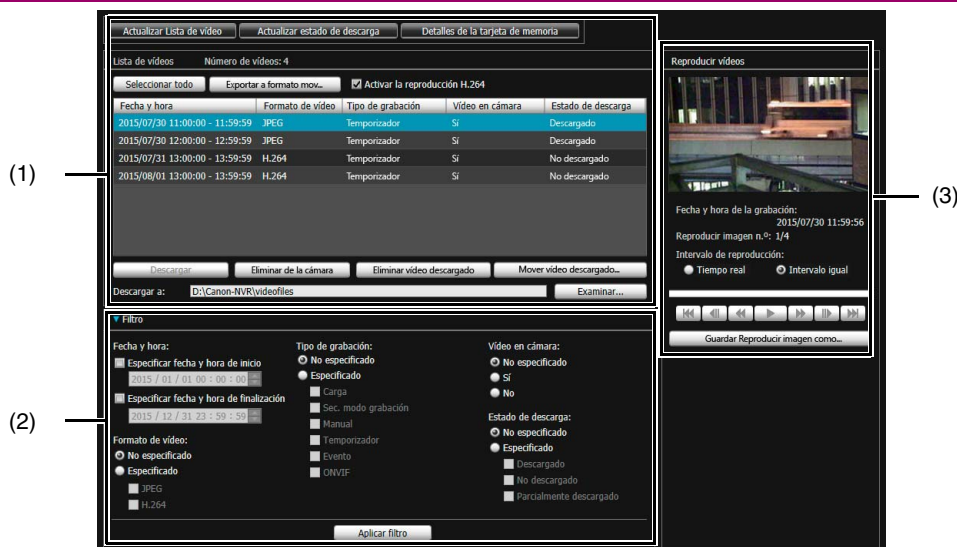 Actualizar Lista de vídeo Actualizar estado de descarga Detalles de la tarjeta de memoria
Lista de vídeos Número de vídeos: 4
Seleccionar todo Exportar a formato mov... Activar la reproducción H.264
Fecha y hora Formato de vídeo Tipo de grabación Vídeo en cámara Estado de descarga
2015/07/30 11:00:00 - 11:59:59 JPEG Temporizador Sí Descargado
2015/07/30 12:00:00 - 12:59:59 JPEG Temporizador Sí Descargado
2015/07/31 13:00:00 - 13:59:59 H.264 Temporizador Sí No descargado
2015/08/01 13:00:00 - 13:59:59 H.264 Temporizador Sí No descargado
(1)
Descargar Eliminar de la cámara Eliminar vídeo descargado Mover vídeo descargado...
Descargar a: D:\Canon-NVR\videofiles Examinar...
Reproducir vídeos
(3)
Fecha y hora de la grabación:
2015/07/30 11:59:56
Reproducir imagen n.º: 1/4
Intervalo de reproducción:
Tiempo real Intervalo igual
Guardar Reproducir imagen como...
Filtro
(2)
Fecha y hora:
Especificar fecha y hora de inicio
2015 / 01 / 01 00 : 00 : 00
Especificar fecha y hora de finalización
2015 / 12 / 31 23 : 59 : 59
Formato de vídeo:
No especificado
Especificado
JPEG
H.264
Tipo de grabación:
No especificado
Especificado
Carga
Sec. modo grabación
Manual
Temporizador
Evento
ONVIF
Vídeo en cámara:
No especificado
Sí
No
Estado de descarga:
No especificado
Especificado
Descargado
No descargado
Parcialmente descargado
Aplicar filtro